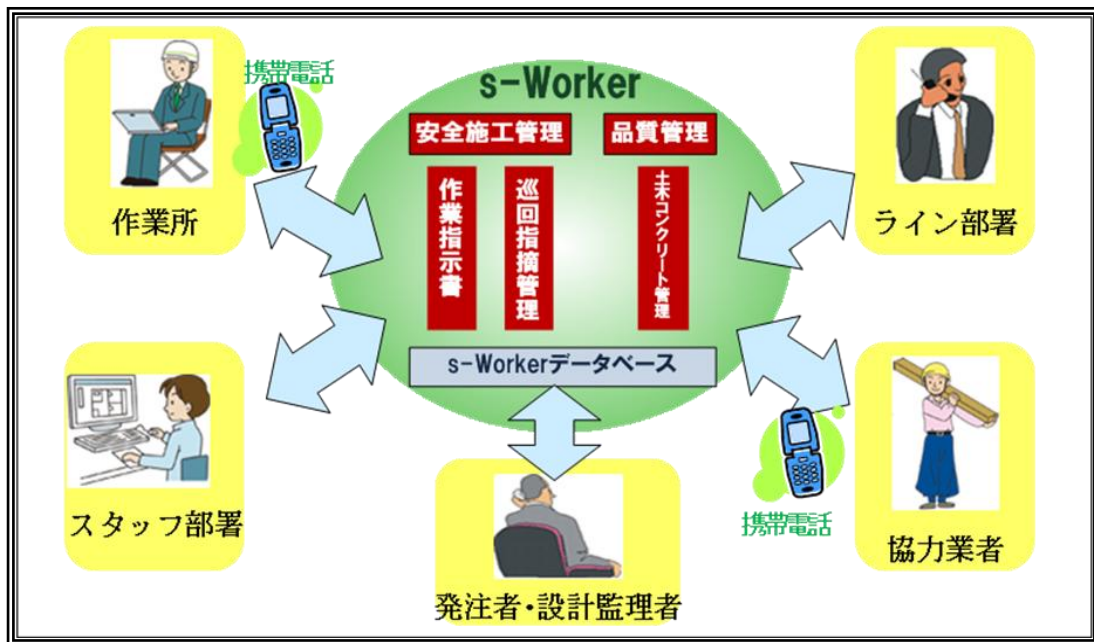 携帯電話
作業所
s-Worker
安全施工管理
品質管理
作業指示書
巡回指摘管理
土木コンクリート管理
s-Workerデータベース
ライン部署
スタッフ部署
発注者・設計監理者
携帯電話
協力業者